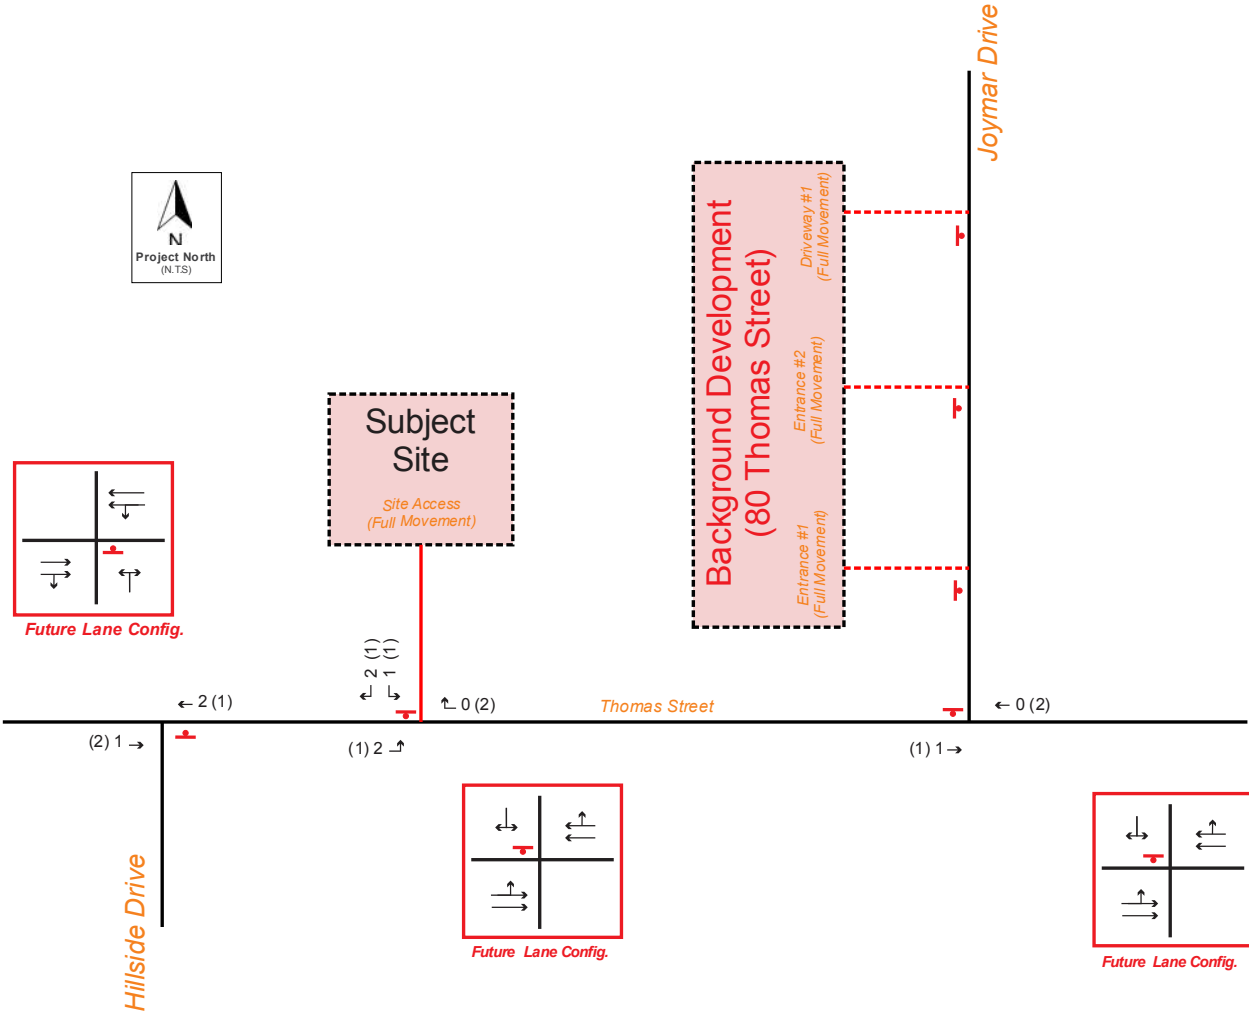 Joymar Drive
N
Project North
(N.T.S)
Background Development
(80 Thomas Street)
Driveway #1
(Full Movement)
Entrance #2
(Full Movement)
Entrance #1
(Full Movement)
Subject
Site
Site Access
(Full Movement)
Future Lane Config.
2 (1)
1 (1)
2 (1)
0 (2)
Thomas Street
0 (2)
(2) 1
(1) 2
(1) 1
Hillside Drive
Future Lane Config.
Future Lane Config.